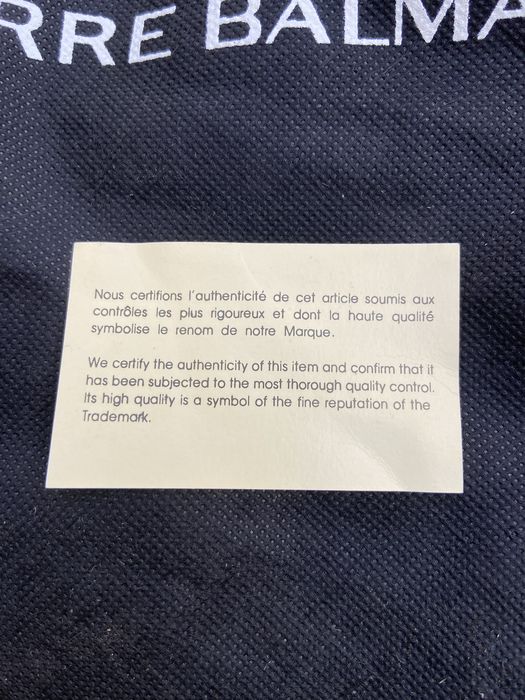 RRE BALMA
Nous certifions l'authenticité de cet article soumis aux
contrôles les plus rigoureux et dont la haute qualité
symbolise le renom de notre Marque.
We certify the authenticity of this item and confirm that it
has been subjected to the most thorough quality control.
Its high quality is a symbol of the fine reputation of the
Trademark.